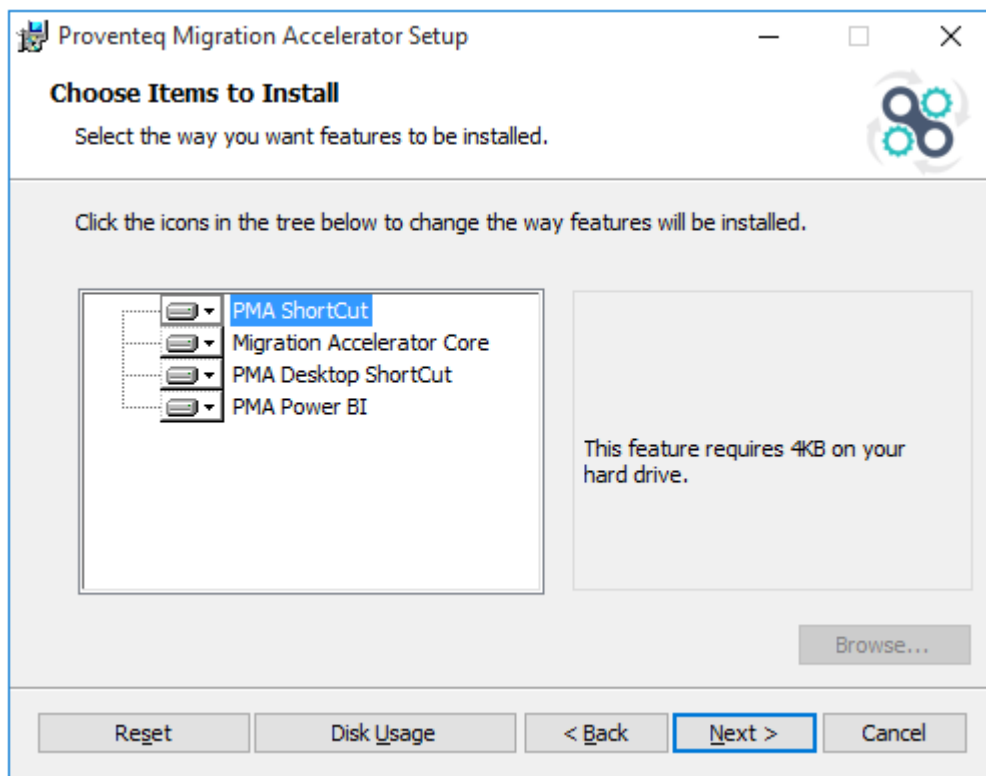 Proventeq Migration Accelerator Setup
Choose Items to Install
Select the way you want features to be installed.
Click the icons in the tree below to change the way features will be installed.
PMA ShortCut
Migration Accelerator Core
PMA Desktop ShortCut
PMA Power BI
This feature requires 4KB on your
hard drive.
Browse...
Reset
Disk Usage
< Back
Next >
Cancel